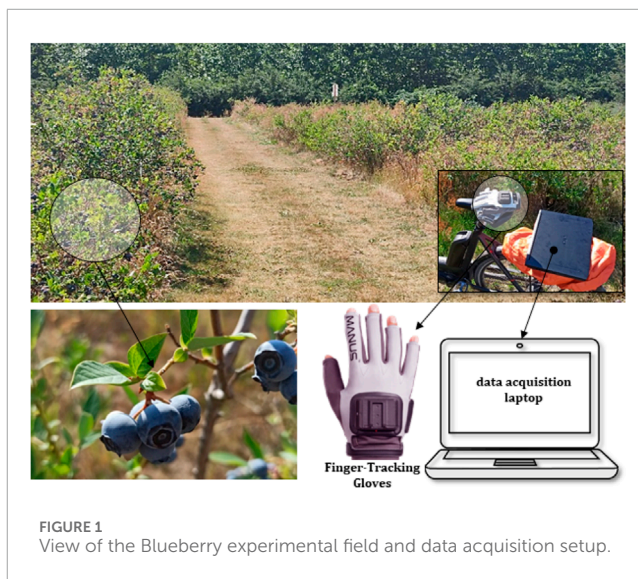 MANUS
data acquisition
laptop
Finger-Tracking
Gloves
FIGURE 1
View of the Blueberry experimental field and data acquisition setup.